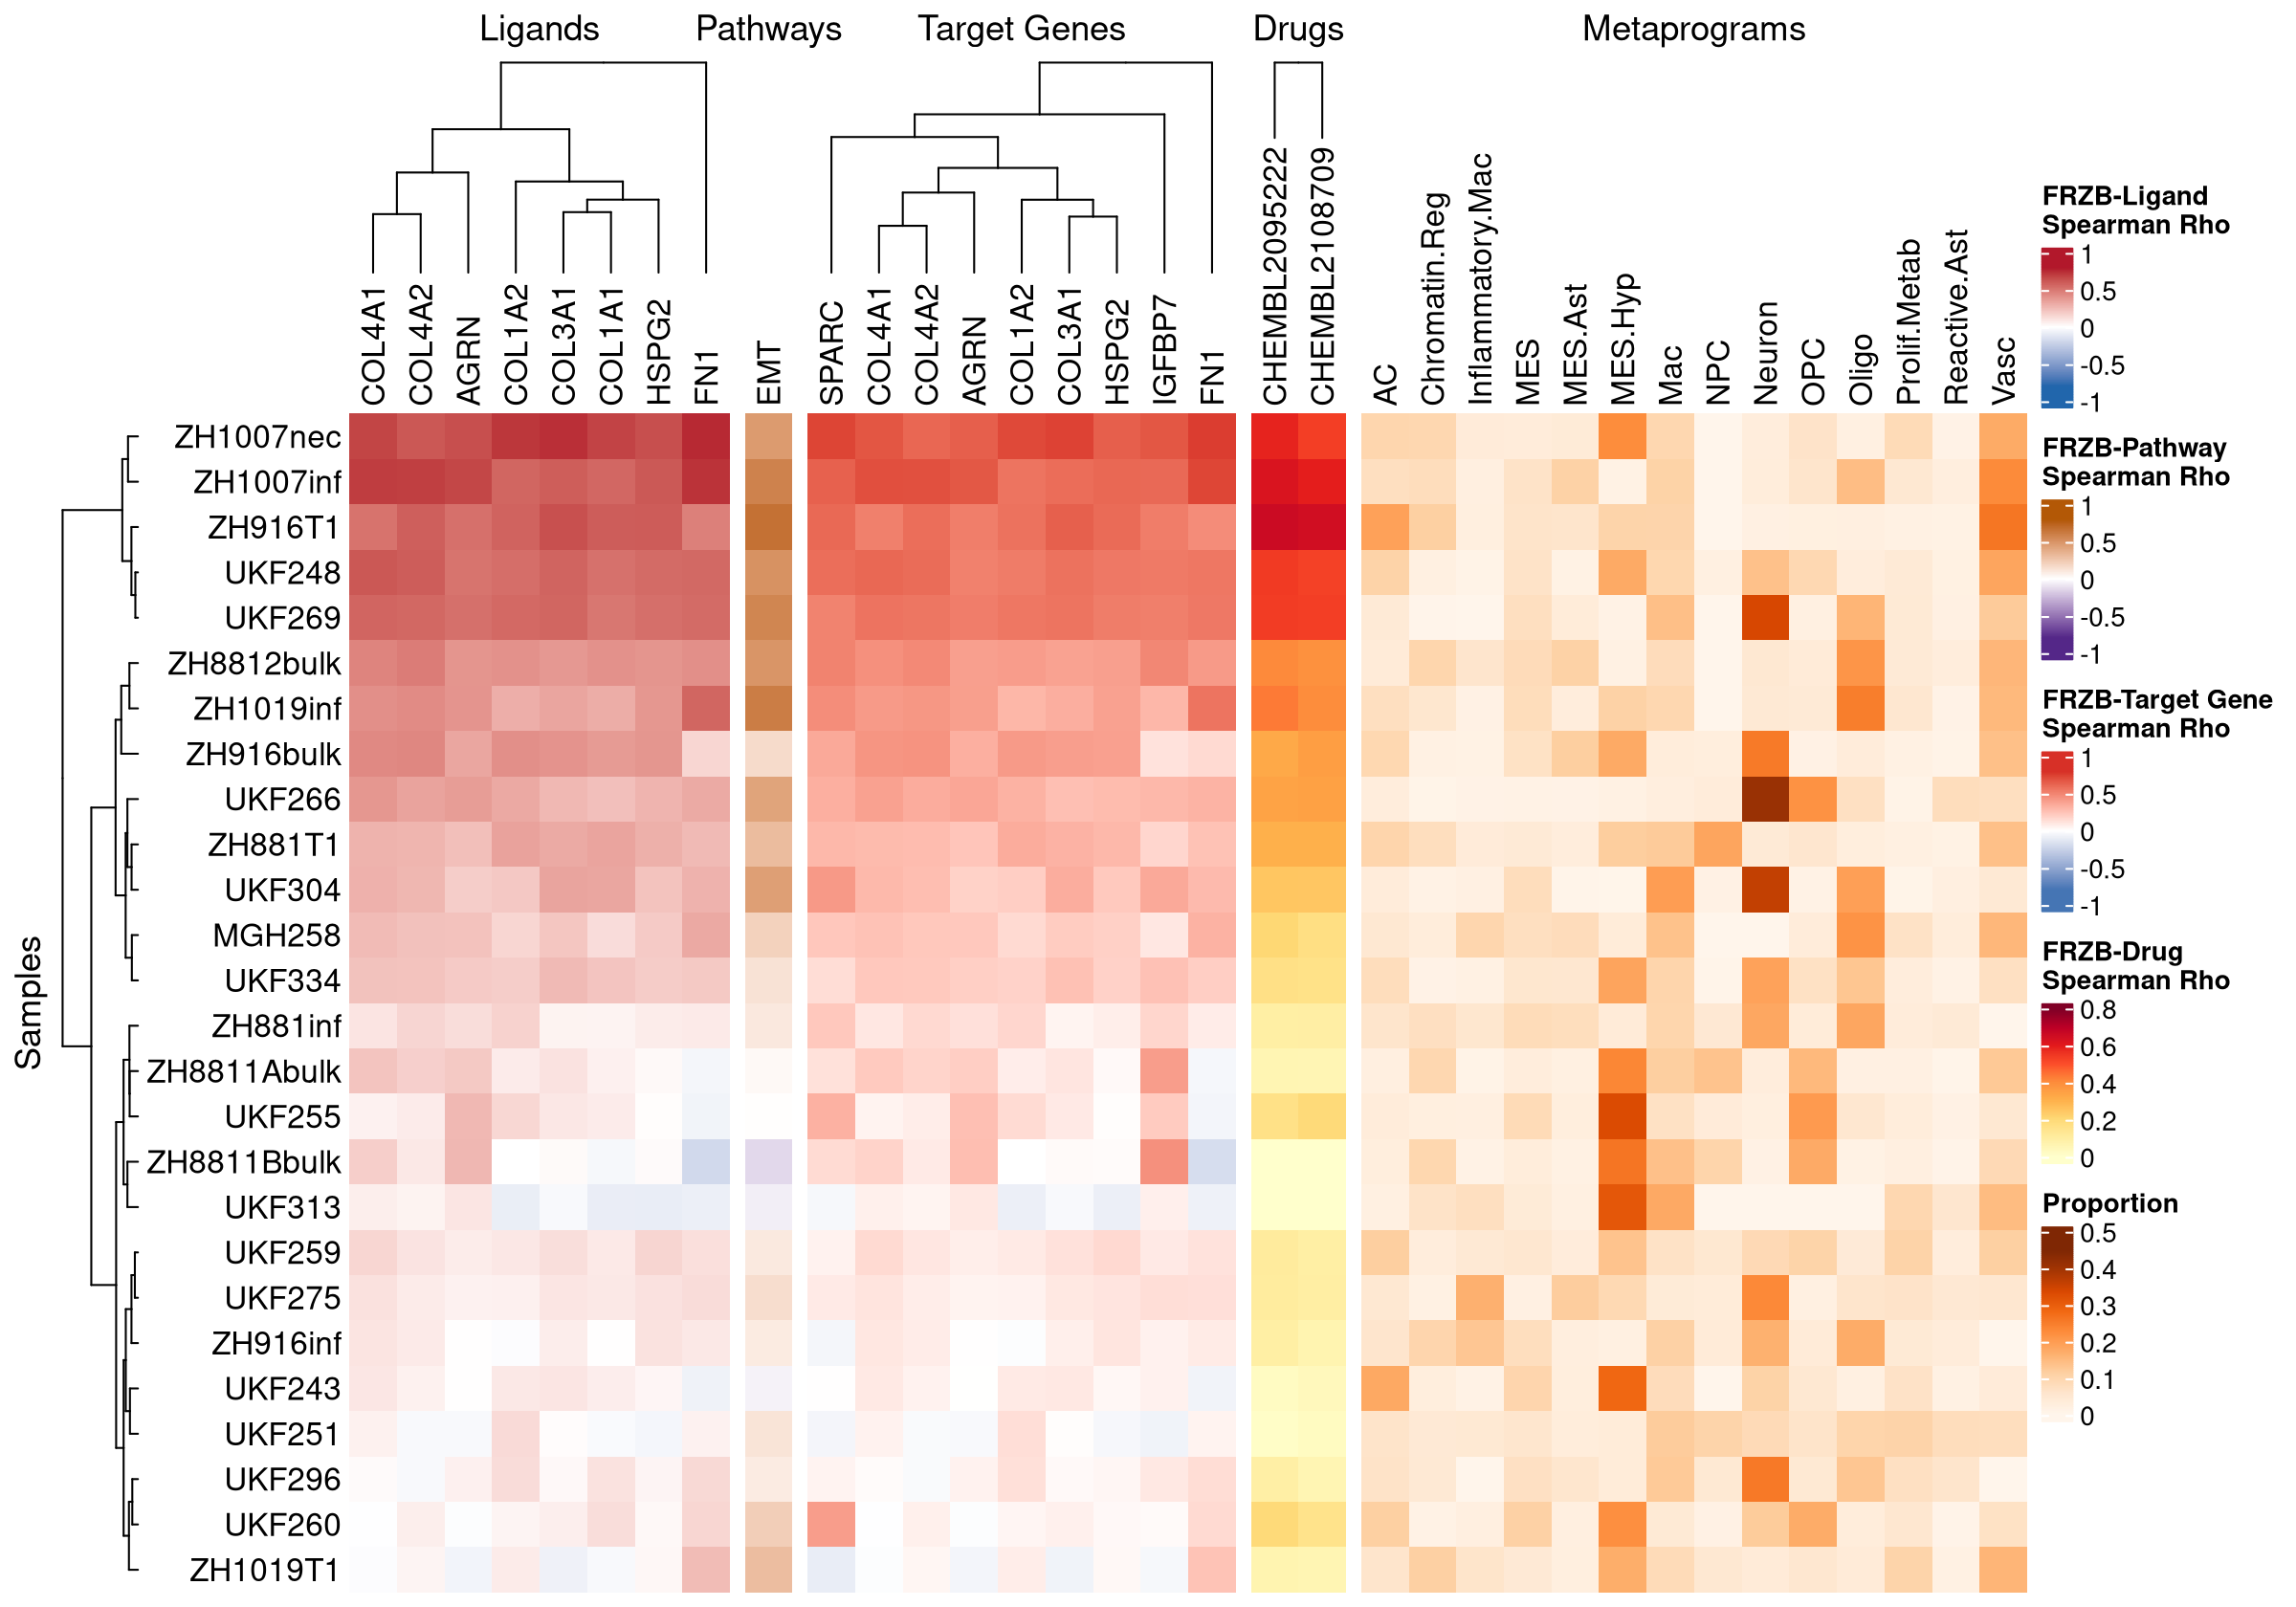 Ligands
Pathways
Target Genes
Drugs
Metaprograms
COL4A1
COL4A2
AGRN
COL1A2
COL3A1
COL1A1
HSPG2
FN1
EMT
SPARC
COL4A1
COL4A2
AGRN
COL1A2
COL3A1
HSPG2
IGFBP7
FN1
CHEMBL2095222
CHEMBL2108709
AC
Chromatin.Reg
Inflammatory.Mac
MES
MES.Ast
MES.Hyp
Mac
NPC
Neuron
OPC
Oligo
Prolif.Metab
Reactive.Ast
Vasc
Samples
ZH1007nec
ZH1007inf
ZH916T1
UKF248
UKF269
ZH8812bulk
ZH1019inf
ZH916bulk
UKF266
ZH881T1
UKF304
MGH258
UKF334
ZH881inf
ZH8811Abulk
UKF255
ZH8811Bbulk
UKF313
UKF259
UKF275
ZH916inf
UKF243
UKF251
UKF296
UKF260
ZH1019T1
FRZB-Ligand
Spearman Rho
1
0.5
0
-0.5
-1
FRZB-Pathway
Spearman Rho
1
0.5
0
-0.5
-1
FRZB-Target Gene
Spearman Rho
1
0.5
0
-0.5
-1
FRZB-Drug
Spearman Rho
0.8
0.6
0.4
0.2
0
Proportion
0.5
0.4
0.3
0.2
0.1
0